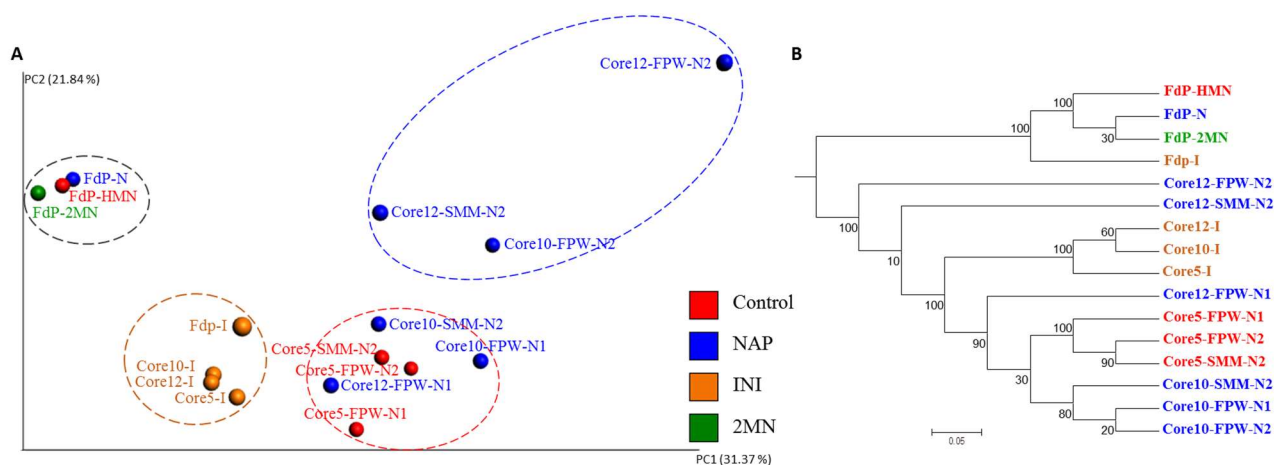 A
PC2 (21.84 %)
Core12-FPW-N2
FdP-N
FdP-HMN
FdP-2MN
Core12-SMM-N2
Core10-FPW-N2
Fdp-I
Core10-I
Core12-I
Core5-I
Core10-SMM-N2
Core5-SMM-N2
Core10-FPW-N1
Core5-FPW-N2
Core12-FPW-N1
Core5-FPW-N1
PC1 (31.37 %)
Control
NAP
INI
2MN
B
FdP-HMN
100
FdP-N
100
30
FdP-2MN
Fdp-I
Core12-FPW-N2
Core12-SMM-N2
100
Core12-I
60
Core10-I
100
10
Core5-I
Core12-FPW-N1
100
Core5-FPW-N1
100
Core5-FPW-N2
90
90
Core5-SMM-N2
30
Core10-SMM-N2
Core10-FPW-N1
80
20
Core10-FPW-N2
0.05